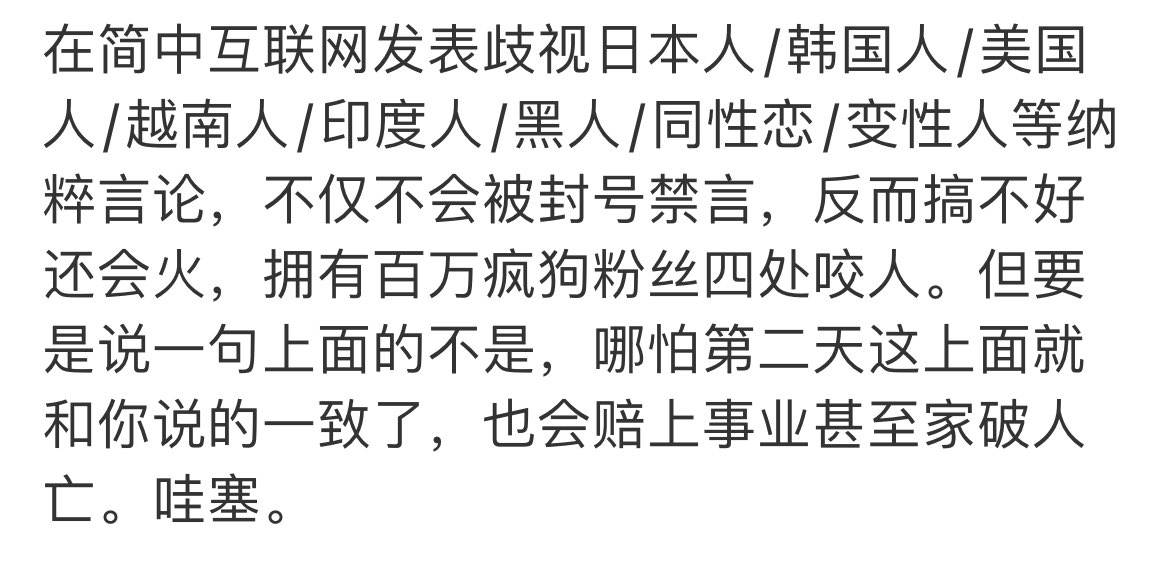 在简中互联网发表歧视日本人/韩国人/美国
人/越南人/印度人/黑人/同性恋/变性人等纳
粹言论，不仅不会被封号禁言，反而搞不好
还会火，拥有百万疯狗粉丝四处咬人。但要
是说一句上面的不是，哪怕第二天这上面就
和你说的一致了，也会赔上事业甚至家破人
亡。哇塞。